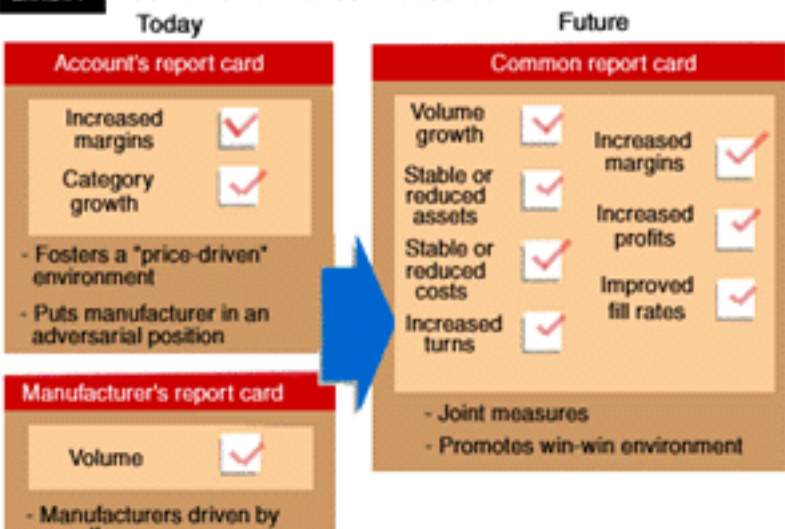 Today
Account's report card
Increased
margins
Category
growth
- Fosters a "price-driven"
environment
- Puts manufacturer in an
adversarial position
Manufacturer's report card
Volume
- Manufacturers driven by
Future
Common report card
Volume
growth
Stable or
reduced
assets
Stable or
reduced
costs
Increased
turns
Increased
margins
Increased
profits
Improved
fill rates
- Joint measures
- Promotes win-win environment